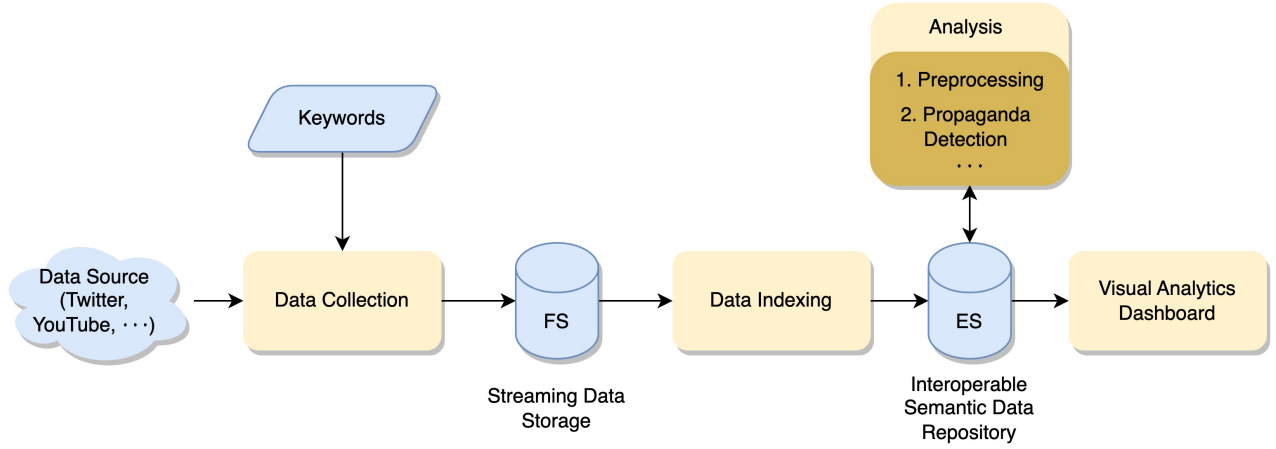 Analysis
1. Preprocessing
2. Propaganda
Detection
...
Keywords
Data Source
(Twitter,
YouTube, ···)
Data Collection
FS
Data Indexing
ES
Visual Analytics
Dashboard
Streaming Data
Storage
Interoperable
Semantic Data
Repository